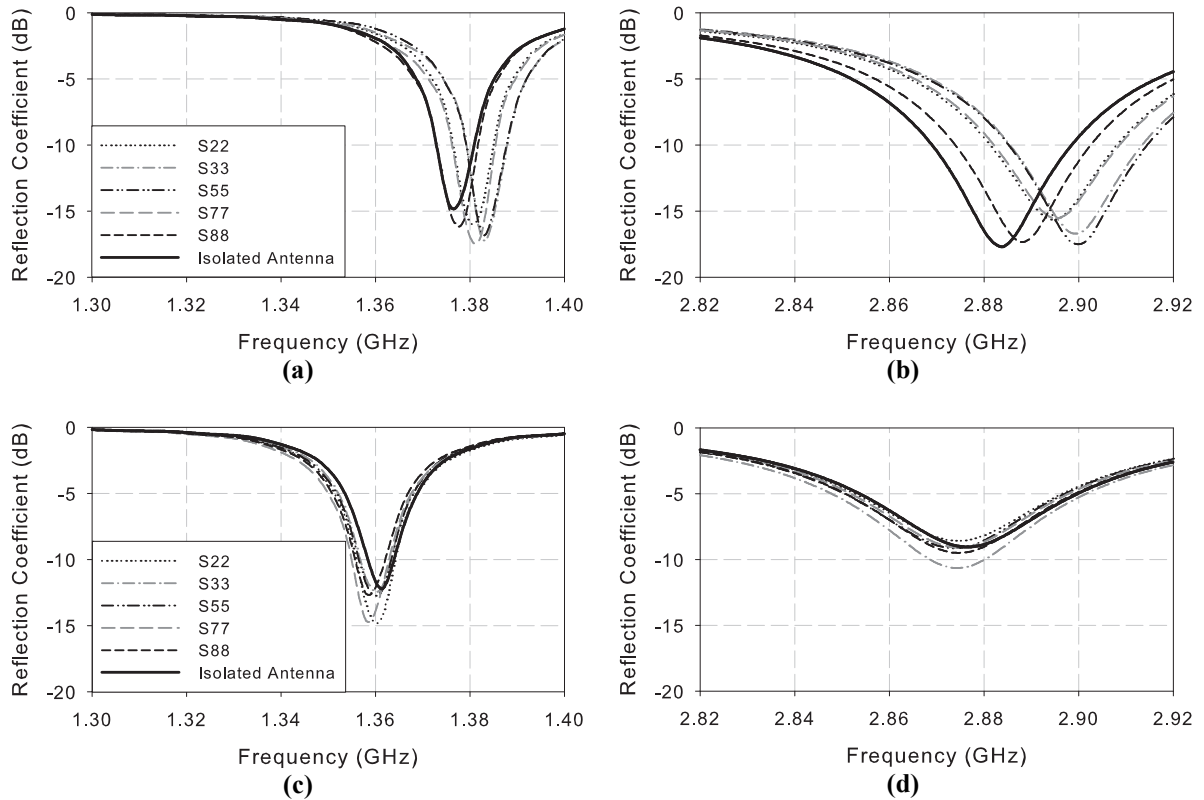 Reflection Coefficient (dB)
0
-5
-10
-15
-20
S22
S33
S55
S77
S88
Isolated Antenna
1.30 1.32 1.34 1.36 1.38 1.40
Frequency (GHz)
(a)
Reflection Coefficient (dB)
0
-5
-10
-15
-20
2.82 2.84 2.86 2.88 2.90 2.92
Frequency (GHz)
(b)
Reflection Coefficient (dB)
0
-5
-10
-15
-20
S22
S33
S55
S77
S88
Isolated Antenna
1.30 1.32 1.34 1.36 1.38 1.40
Frequency (GHz)
(c)
Reflection Coefficient (dB)
0
-5
-10
-15
-20
2.82 2.84 2.86 2.88 2.90 2.92
Frequency (GHz)
(d)